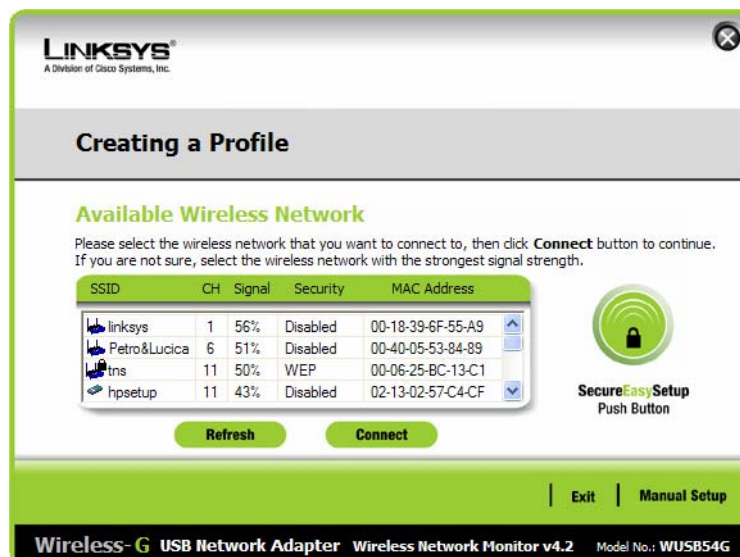 LINKSYS®
A Division of Cisco Systems, Inc.
Creating a Profile
Available Wireless Network
Please select the wireless network that you want to connect to, then click Connect button to continue.
If you are not sure, select the wireless network with the strongest signal strength.
SSID CH Signal Security MAC Address
linksys 1 56% Disabled 00-18-39-6F-55-A9
Petro&Lucica 6 51% Disabled 00-40-05-53-84-89
tns 11 50% WEP 00-06-25-BC-13-C1
hpsetup 11 43% Disabled 02-13-02-57-C4-CF
SecureEasySetup
Push Button
Refresh Connect
Exit Manual Setup
Wireless-G USB Network Adapter Wireless Network Monitor v4.2 Model No.: WUSB54G